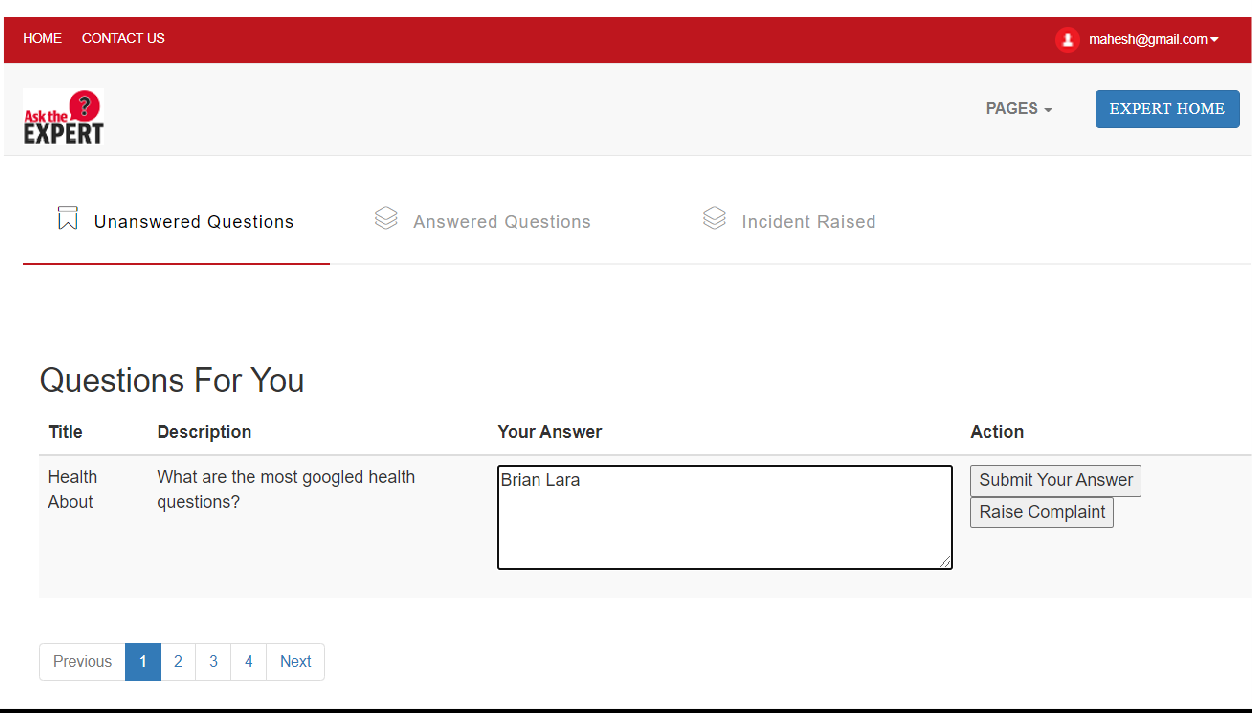 HOME CONTACT US mahesh@gmail.com
Ask the ?
EXPERT
PAGES EXPERT HOME
Unanswered Questions Answered Questions Incident Raised
Questions For You
Title Description Your Answer Action
Health What are the most googled health Brian Lara Submit Your Answer
About questions? Raise Complaint
Previous 1 2 3 4 Next